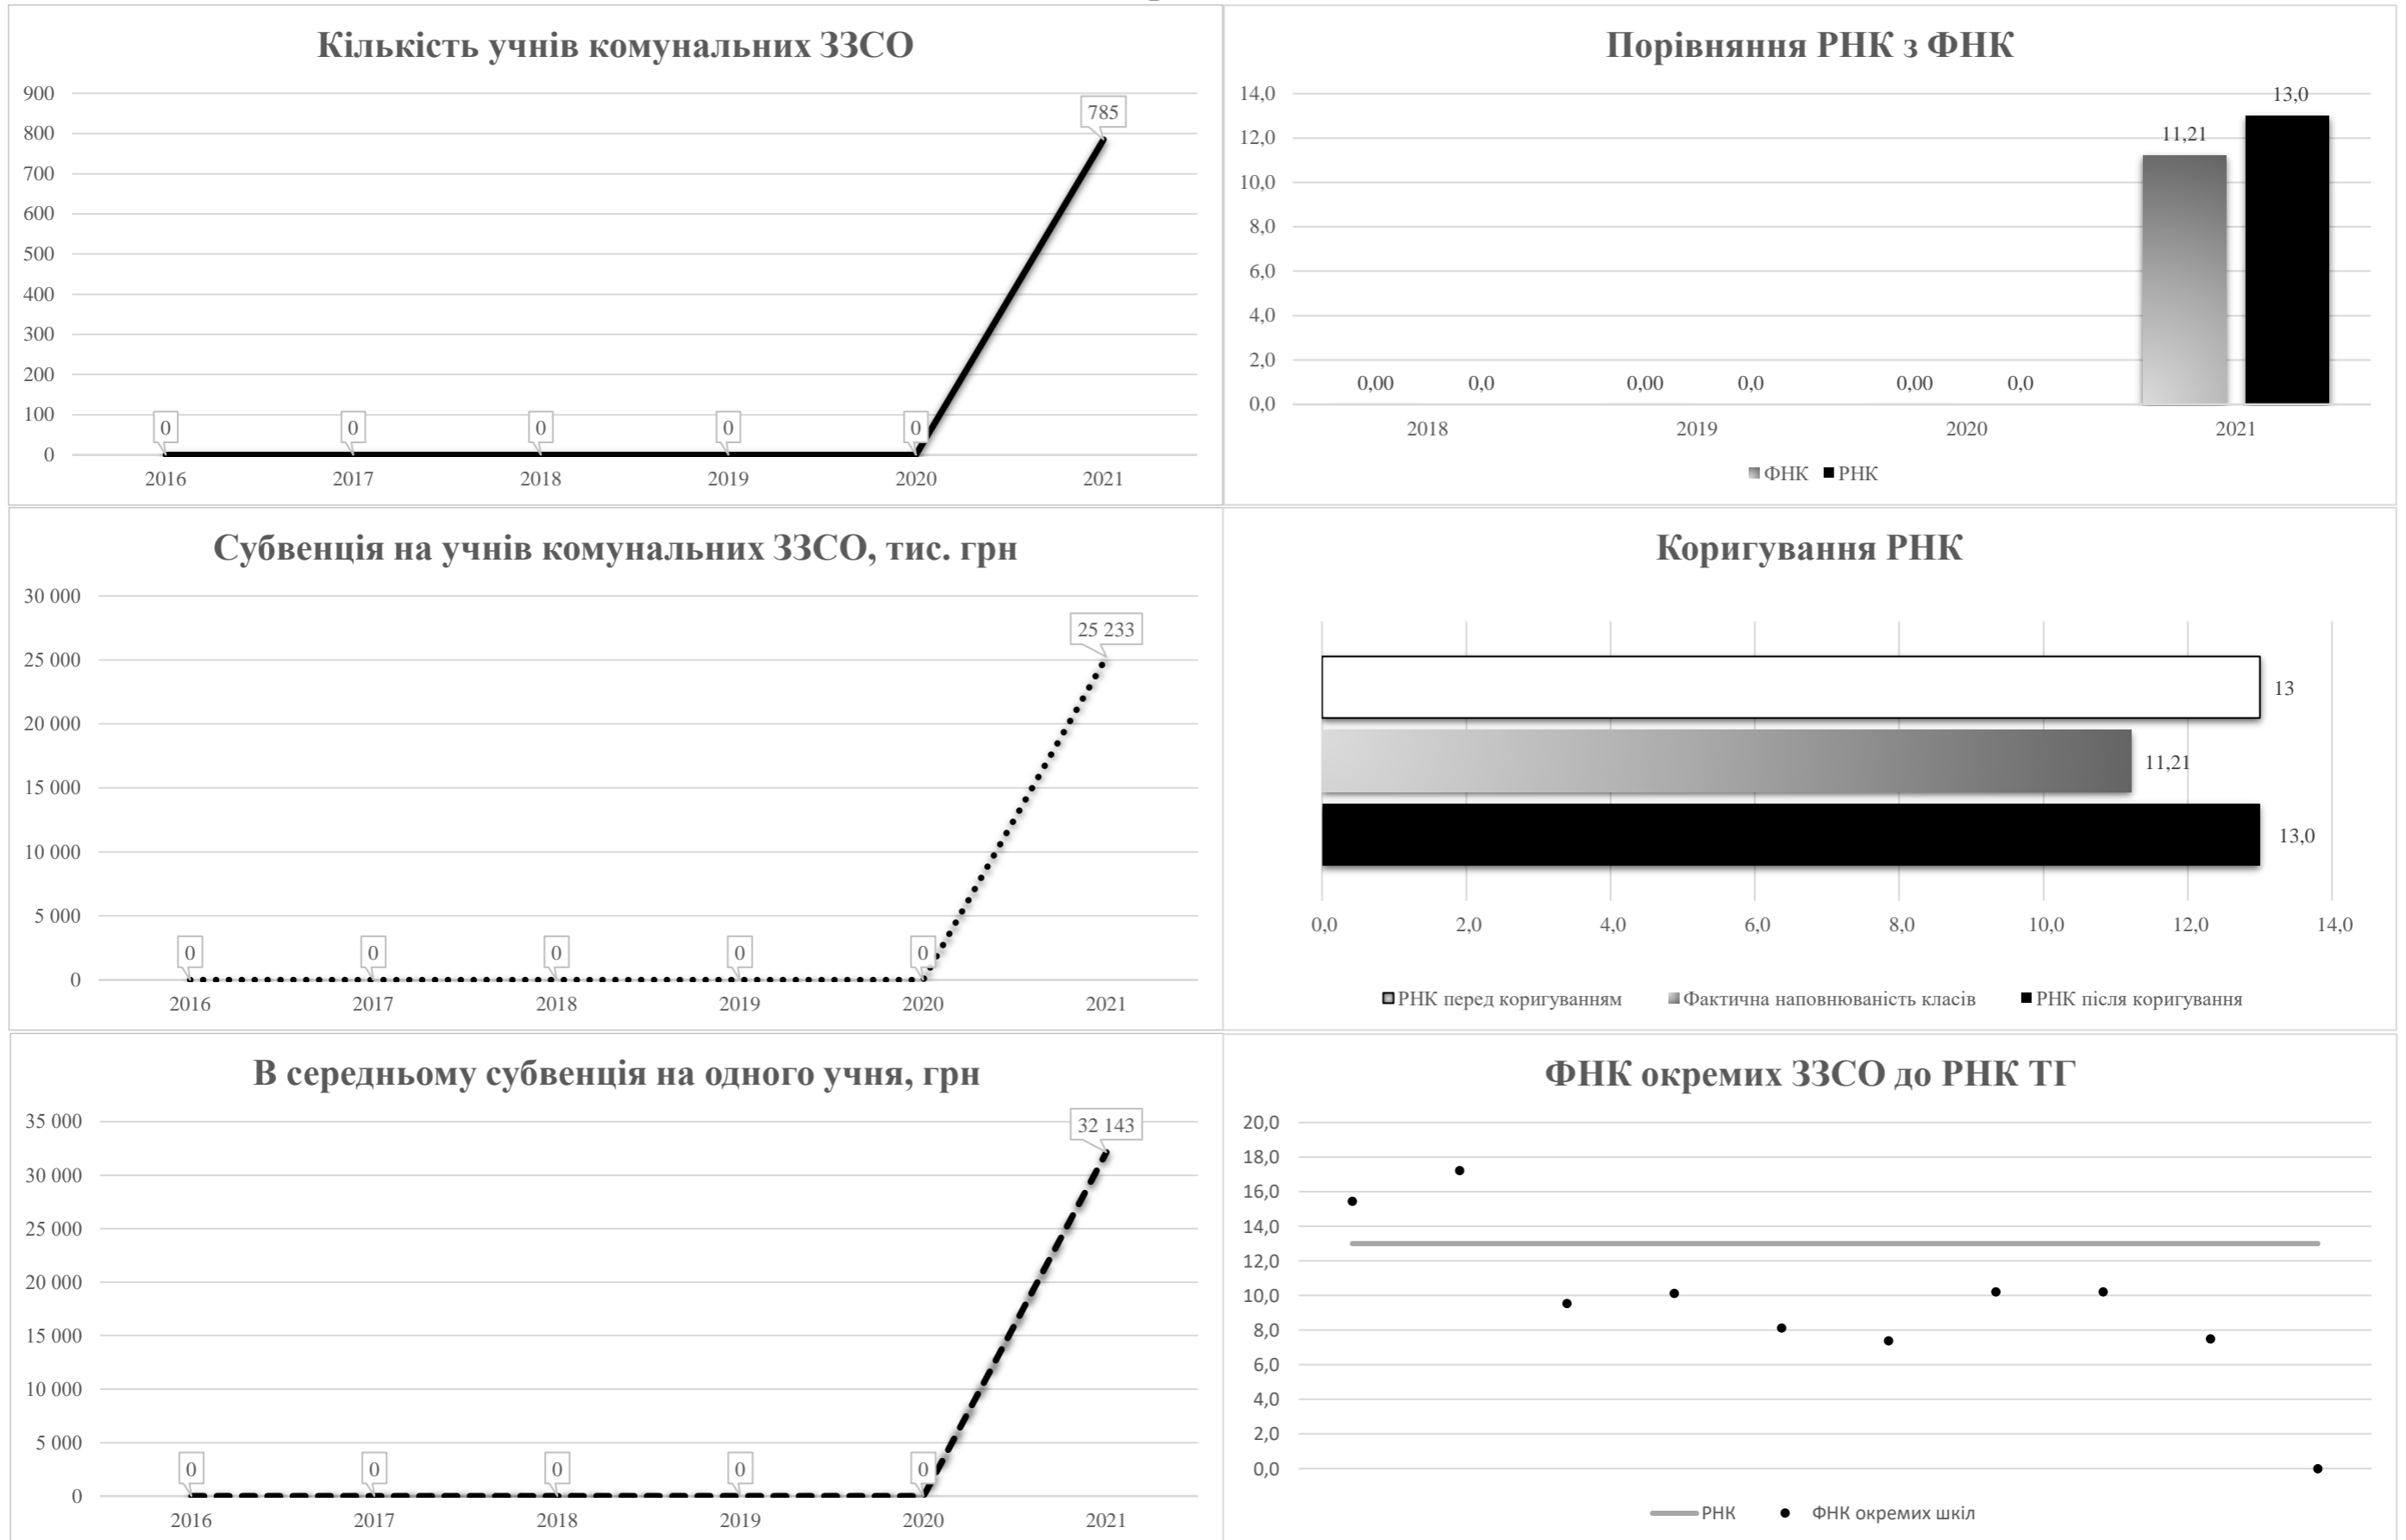 Кількість учнів комунальних ЗЗСО
900
800
700
600
500
400
300
200
100
0
785
0 0 0 0 0
2016 2017 2018 2019 2020 2021
Порівняння РНК з ФНК
14,0
12,0
10,0
8,0
6,0
4,0
2,0
0,0
13,0
11,21
0,00 0,0 0,00 0,0 0,00 0,0
2018 2019 2020 2021
ФНК РНК
Субвенція на учнів комунальних ЗЗСО, тис. грн
30 000
25 000
20 000
15 000
10 000
5 000
0
25 233
0 0 0 0 0
2016 2017 2018 2019 2020 2021
Коригування РНК
13
11,21
13,0
0,0 2,0 4,0 6,0 8,0 10,0 12,0 14,0
РНК перед коригуванням Фактична наповнюваність класів РНК після коригування
В середньому субвенція на одного учня, грн
35 000
30 000
25 000
20 000
15 000
10 000
5 000
0
32 143
0 0 0 0 0
2016 2017 2018 2019 2020 2021
ФНК окремих ЗЗСО до РНК ТГ
20,0
18,0
16,0
14,0
12,0
10,0
8,0
6,0
4,0
2,0
0,0
РНК ФНК окремих шкіл